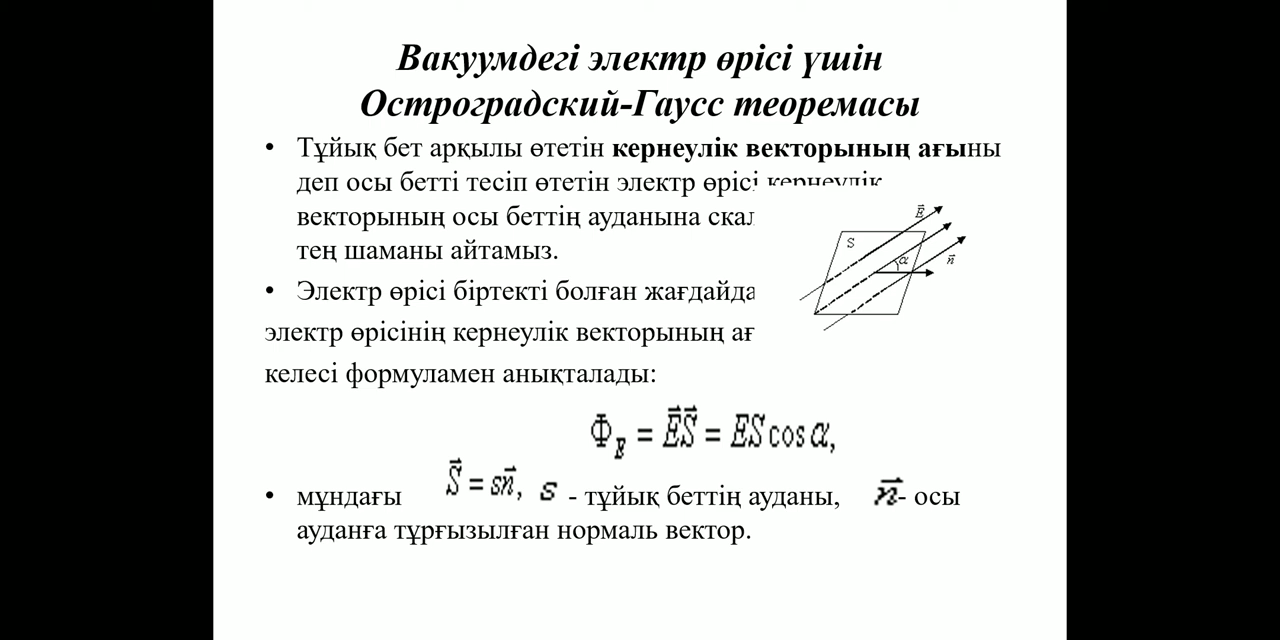 Вакуумдегі электр өрісі үшін
Остроградский-Гаусс теоремасы
• Тұйық бет арқылы өтетін кернеулік векторының ағыны
деп осы бетті тесіп өтетін электр өрісі кернеулік
векторының осы беттің ауданына
тең шаманы айтамыз.
• Электр өрісі біртекті болған жағдайда
электр өрісінің кернеулік векторының
келесі формуламен анықталады:
E⃗
S
α
n⃗
Φ_E = E⃗S⃗ = ES cos α,
• мұндағы S⃗ = sn⃗, s - тұйық беттің ауданы, n⃗- осы
ауданға тұрғызылған нормаль вектор.